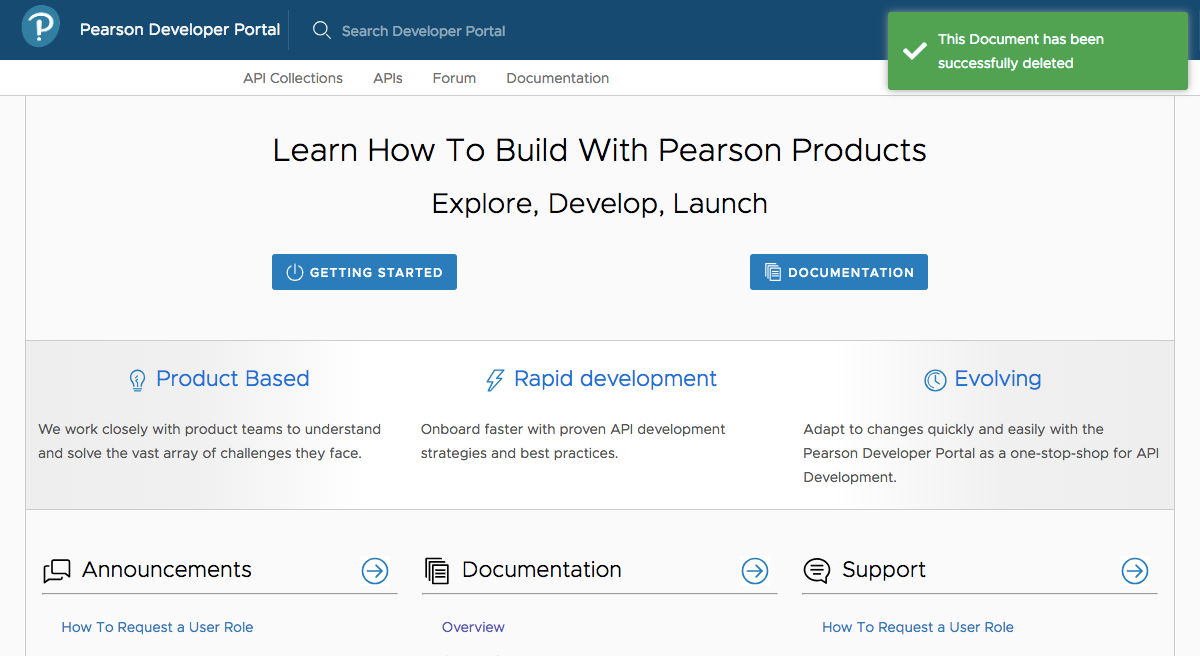 Pearson Developer Portal
Search Developer Portal
This Document has been
successfully deleted
API Collections
APIs
Forum
Documentation
Learn How To Build With Pearson Products
Explore, Develop, Launch
GETTING STARTED
DOCUMENTATION
Product Based
We work closely with product teams to understand
and solve the vast array of challenges they face.
Rapid development
Onboard faster with proven API development
strategies and best practices.
Evolving
Adapt to changes quickly and easily with the
Pearson Developer Portal as a one-stop-shop for API
Development.
Announcements
How To Request a User Role
Documentation
Overview
Support
How To Request a User Role